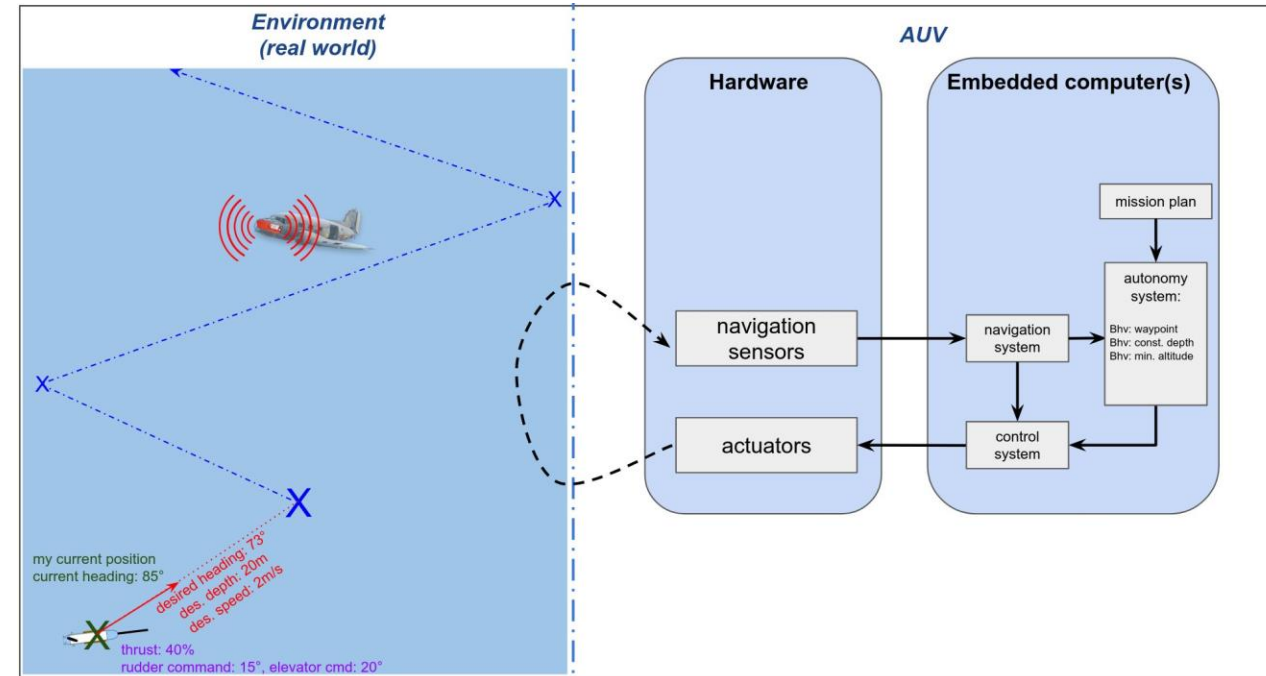 Environment
(real world)
X
X
X
my current position
current heading: 85°
desired heading: 73°
des. depth: 20m
des. speed: 2m/s
X
thrust: 40%
rudder command: 15°, elevator cmd: 20°
AUV
Hardware
navigation
sensors
actuators
Embedded computer(s)
mission plan
autonomy
system:
Bhv: waypoint
Bhv: const. depth
Bhv: min. altitude
navigation
system
control
system